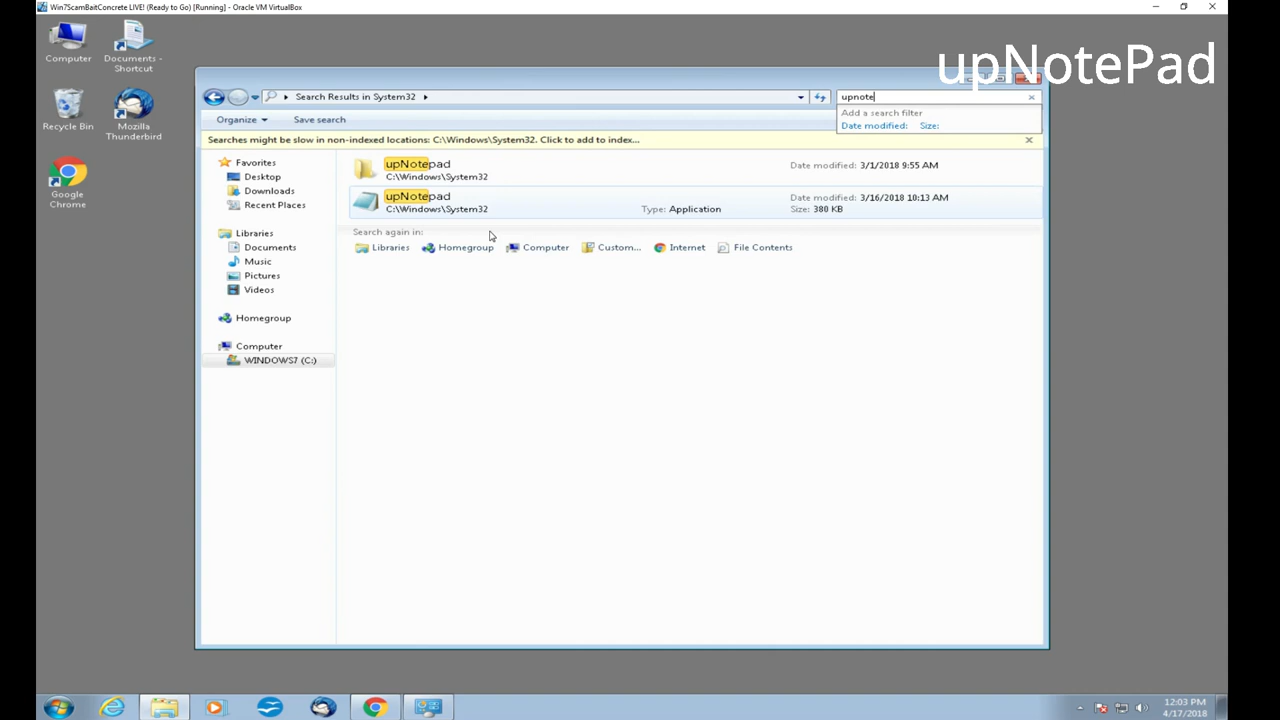 Win7ScamBaitConcrete LIVE! (Ready to Go) [Running] - Oracle VM VirtualBox
upNotePad
Computer
Documents - Shortcut
Recycle Bin
Mozilla Thunderbird
Google Chrome
Search Results in System32
upnote
Add a search filter
Date modified: Size:
Organize
Save search
Searches might be slow in non-indexed locations: C:\Windows\System32. Click to add to index...
Favorites
Desktop
Downloads
Recent Places
Libraries
Documents
Music
Pictures
Videos
Homegroup
Computer
WINDOWS7 (C:)
upNotepad
C:\Windows\System32
Date modified: 3/1/2018 9:55 AM
upNotepad
C:\Windows\System32
Type: Application
Date modified: 3/16/2018 10:13 AM
Size: 380 KB
Search again in:
Libraries Homegroup Computer Custom... Internet File Contents
12:03 PM
4/17/2018